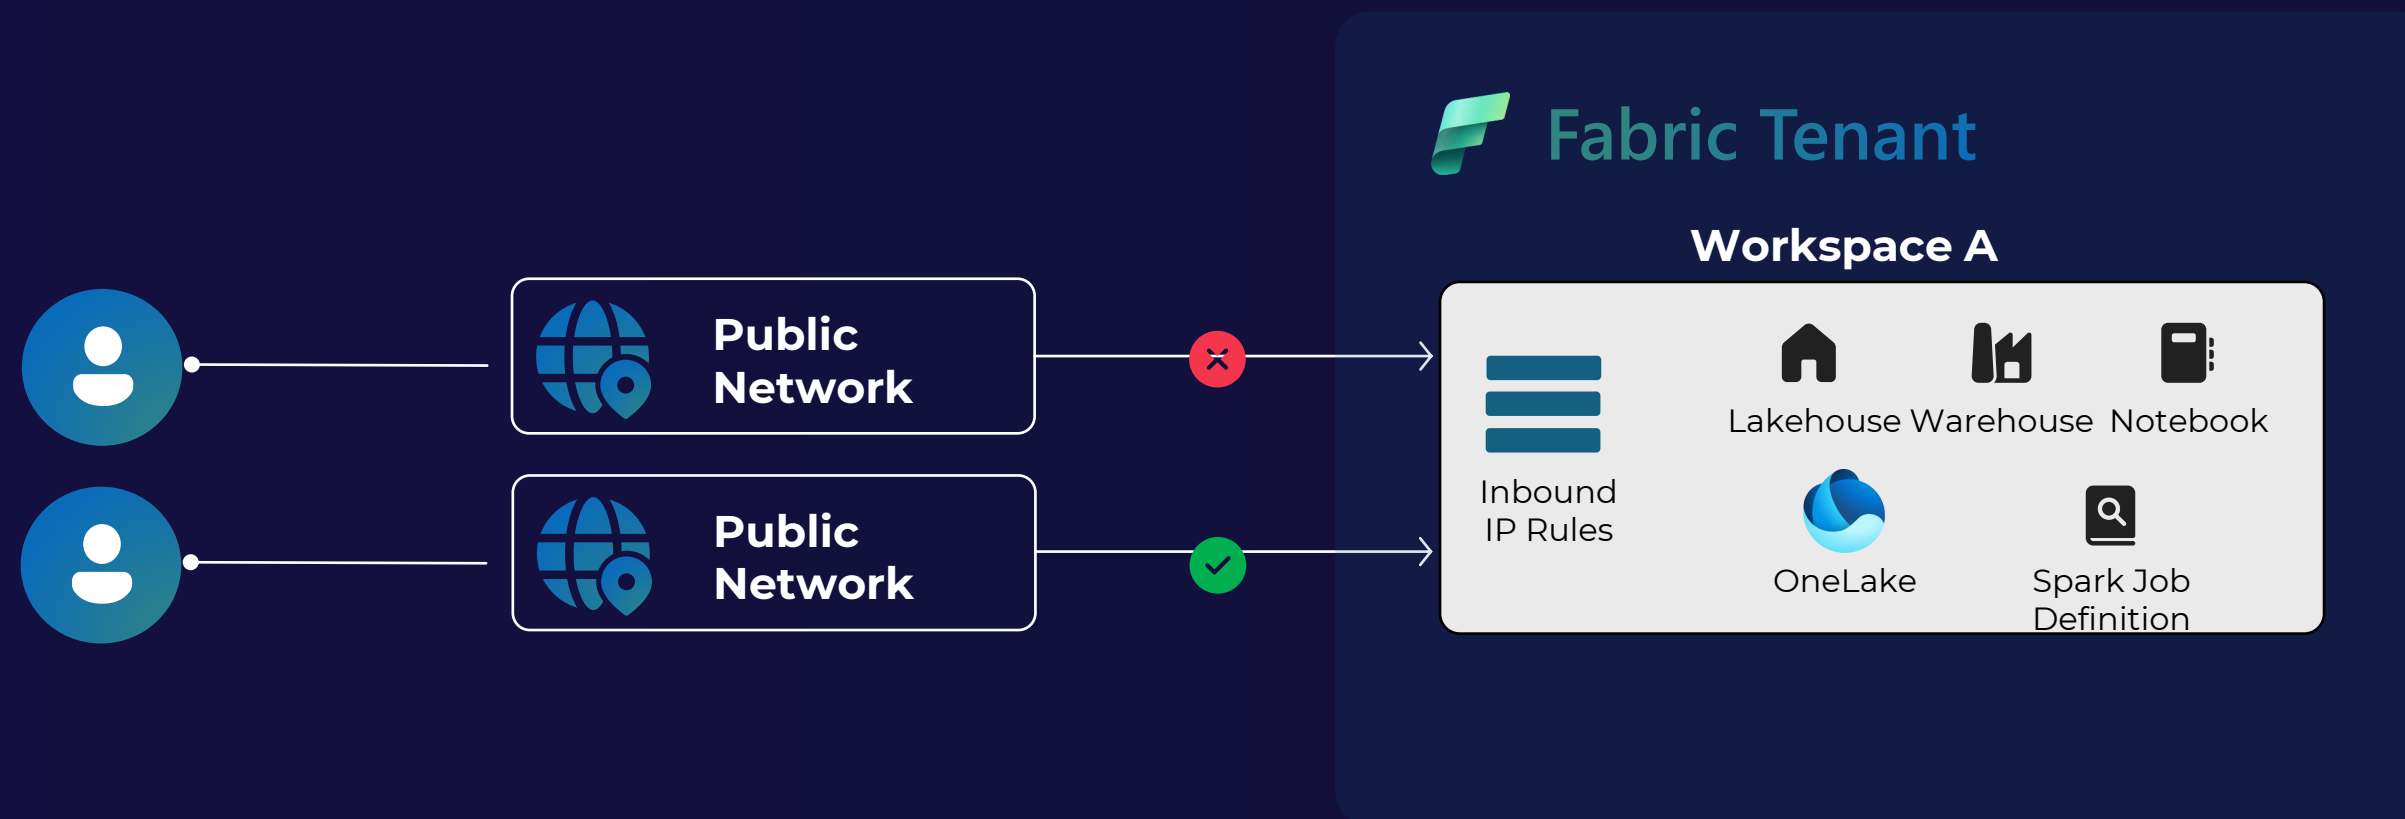 Fabric Tenant
Workspace A
Public
Network
Public
Network
Inbound
IP Rules
Lakehouse
Warehouse
Notebook
OneLake
Spark Job
Definition